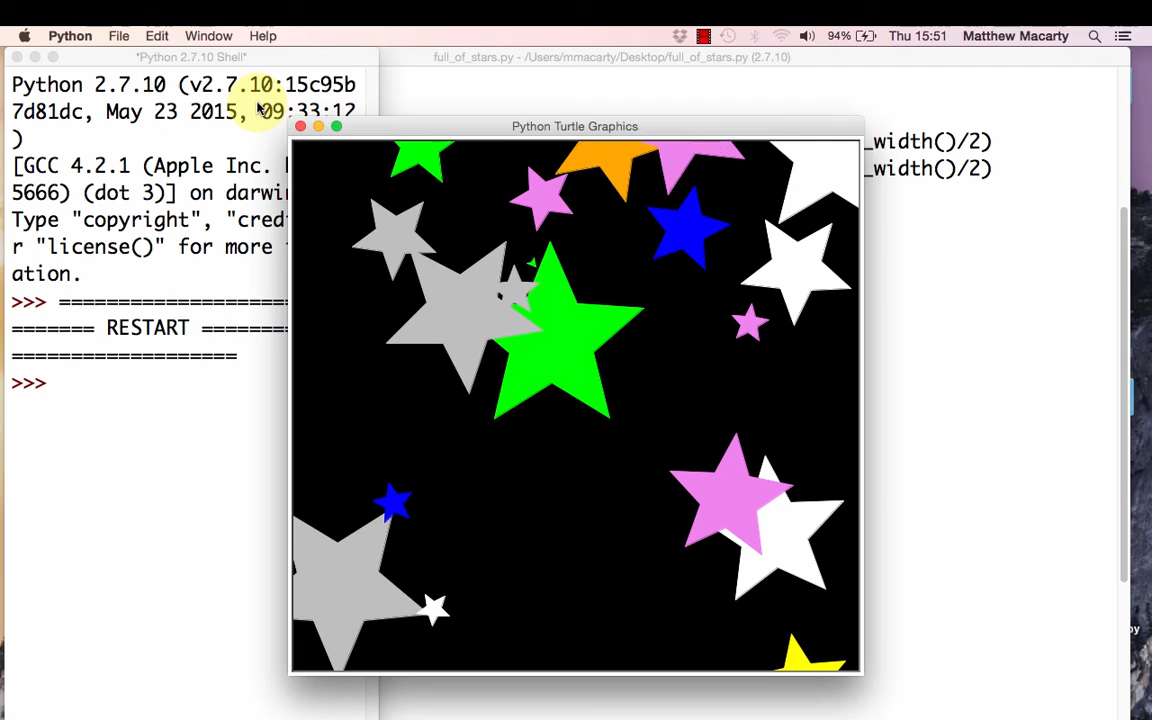 Python File Edit Window Help 94% Thu 15:51 Matthew Macarty
*Python 2.7.10 Shell*
full_of_stars.py - /Users/mmacarty/Desktop/full_of_stars.py (2.7.10)
Python 2.7.10 (v2.7.10:15c95b
7d81dc, May 23 2015, 09:33:12
)
[GCC 4.2.1 (Apple Inc.
5666) (dot 3)] on darwin
Type "copyright", "credi
r "license()" for more
ation.
>>> =====================
======= RESTART ========
==================
>>>
Python Turtle Graphics
_width()/2)
_width()/2)
py